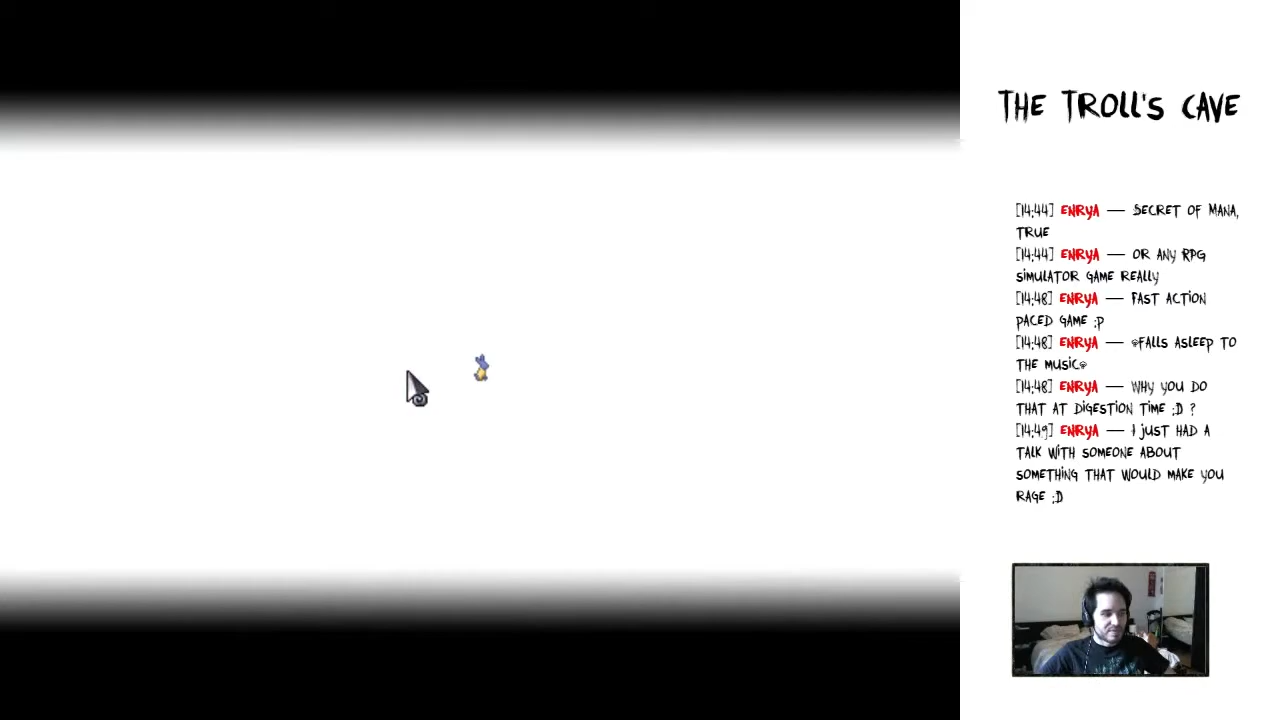 THE TROLL'S CAVE
[14:44] ENRYA — SECRET OF MANA,
TRUE
[14:44] ENRYA — OR ANY RPG
SIMULATOR GAME REALLY
[14:48] ENRYA — FAST ACTION
PACED GAME ;P
[14:48] ENRYA — *FALLS ASLEEP TO
THE MUSIC*
[14:48] ENRYA — WHY YOU DO
THAT AT DIGESTION TIME ;D ?
[14:49] ENRYA — I JUST HAD A
TALK WITH SOMEONE ABOUT
SOMETHING THAT WOULD MAKE YOU
RAGE ;D